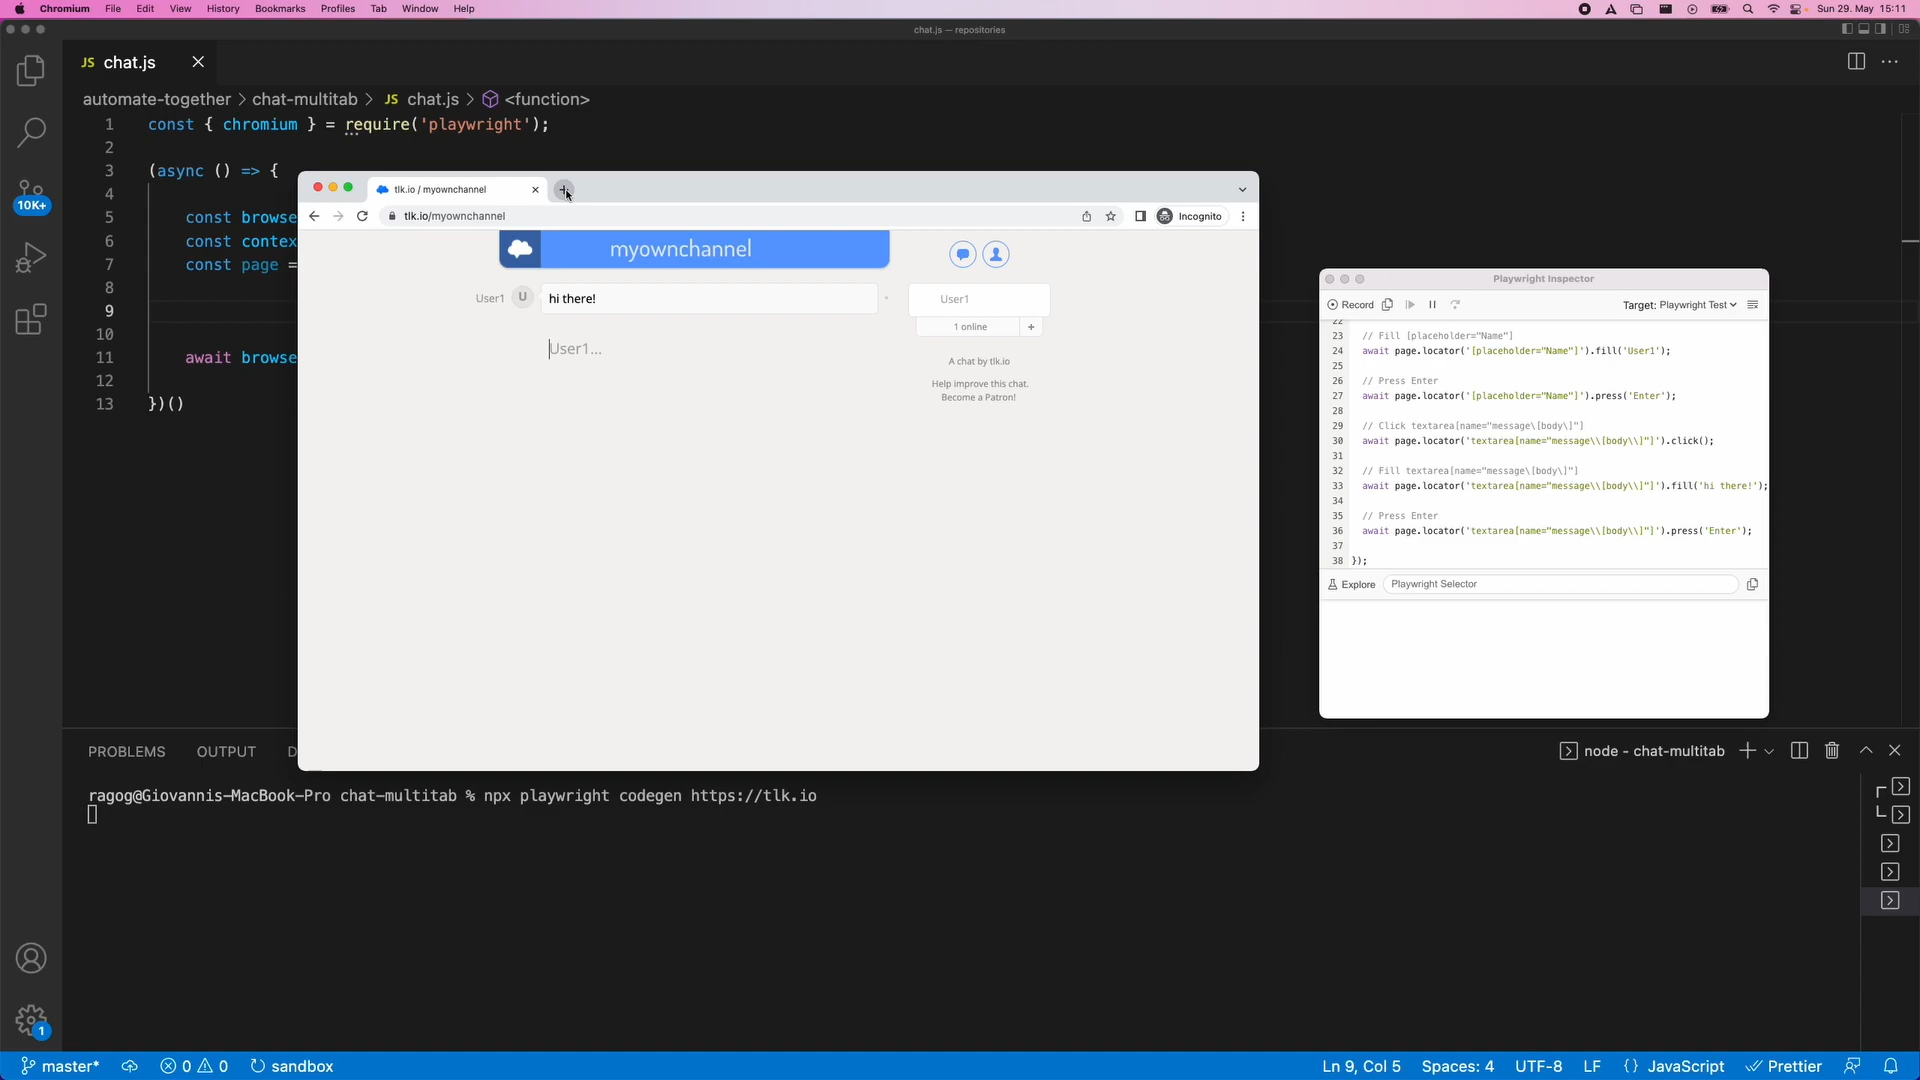 Chromium File Edit View History Bookmarks Profiles Tab Window Help Sun 29. May 15:11
chat.js — repositories
JS chat.js
automate-together > chat-multitab > JS chat.js > <function>
1 const { chromium } = require('playwright');
2
3 (async () => {
4
5 const browse
6 const contex
7 const page =
8
9
10
11 await browse
12
13 })()
10K+
tlk.io / myownchannel
tlk.io/myownchannel
Incognito
myownchannel
User1 U hi there!
User1...
User1
1 online +
A chat by tlk.io
Help improve this chat.
Become a Patron!
Playwright Inspector
Record Target: Playwright Test
22
23 // Fill [placeholder="Name"]
24 await page.locator('[placeholder="Name"]').fill('User1');
25
26 // Press Enter
27 await page.locator('[placeholder="Name"]').press('Enter');
28
29 // Click textarea[name="message\[body\]"]
30 await page.locator('textarea[name="message\\[body\\]"]').click();
31
32 // Fill textarea[name="message\[body\]"]
33 await page.locator('textarea[name="message\\[body\\]"]').fill('hi there!');
34
35 // Press Enter
36 await page.locator('textarea[name="message\\[body\\]"]').press('Enter');
37
38 });
Explore Playwright Selector
PROBLEMS OUTPUT D
node - chat-multitab
ragog@Giovannis-MacBook-Pro chat-multitab % npx playwright codegen https://tlk.io
1
master* 0 0 sandbox
Ln 9, Col 5 Spaces: 4 UTF-8 LF {} JavaScript Prettier